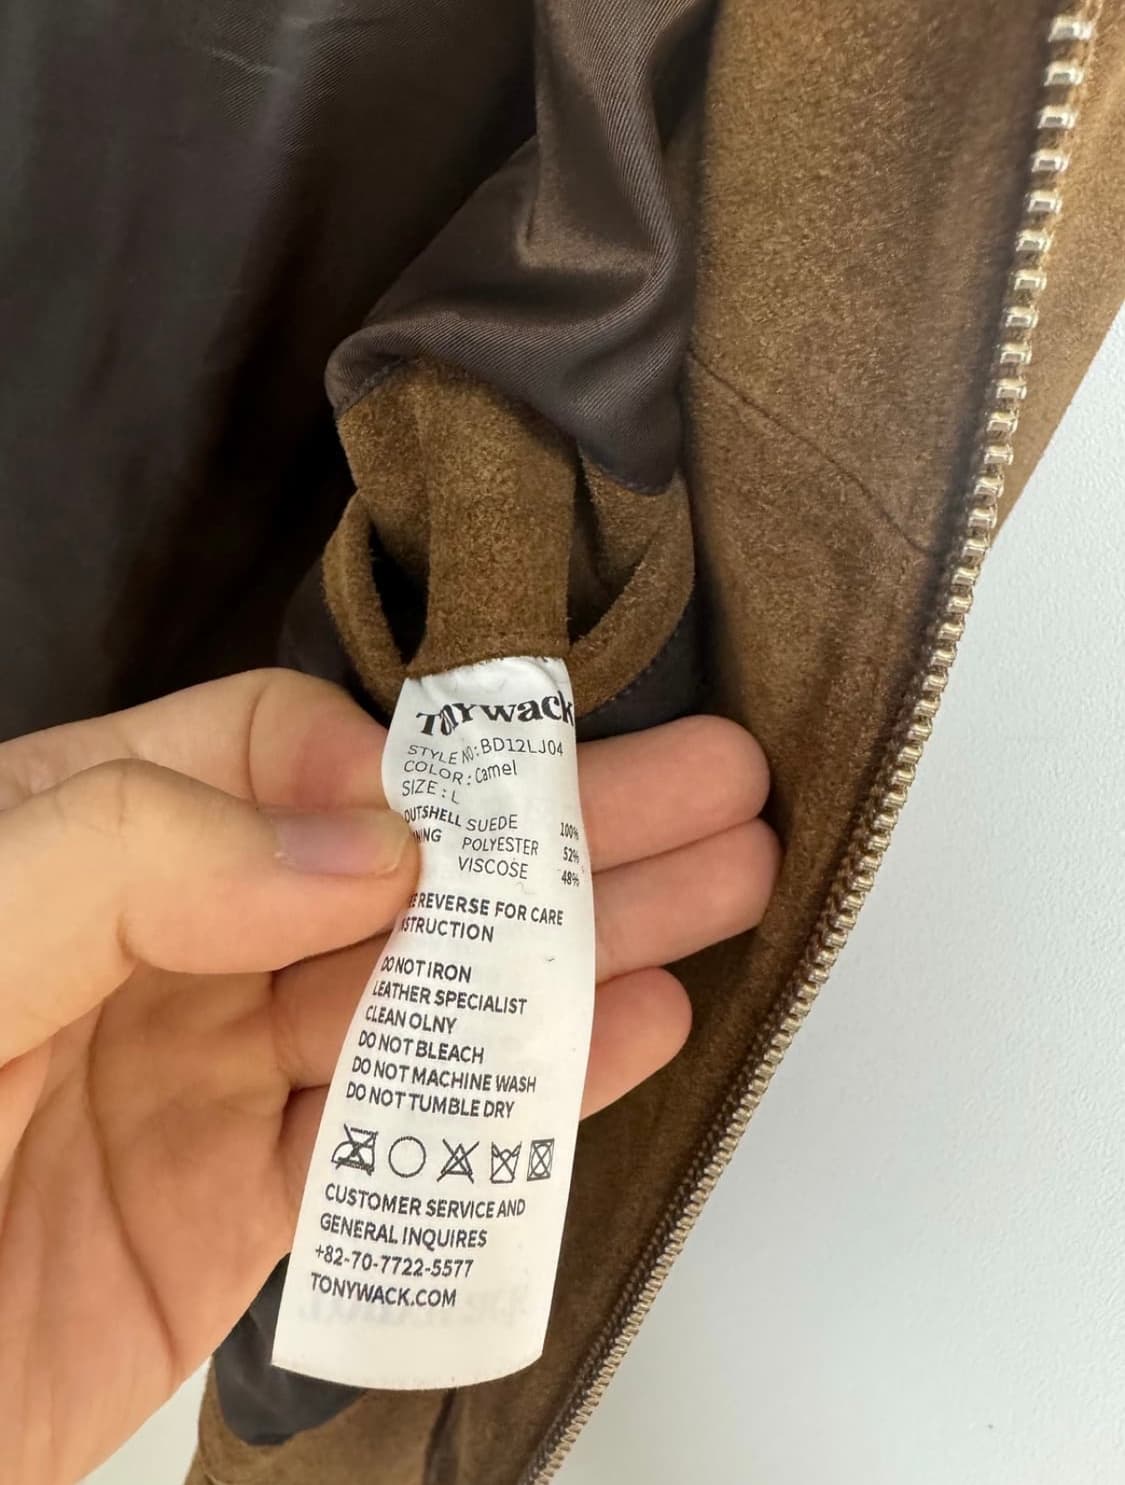 Tonywack
STYLE NO:BD12LJ04
COLOR:Camel
SIZE:L
OUTSHELL SUEDE 100%
POLYESTER 52%
VISCOSE 48%
REVERSE FOR CARE
NSTRUCTION
DO NOT IRON
LEATHER SPECIALIST
CLEAN OLNY
DO NOT BLEACH
DO NOT MACHINE WASH
DO NOT TUMBLE DRY
CUSTOMER SERVICE AND
GENERAL INQUIRES
+82-70-7722-5577
TONYWACK.COM